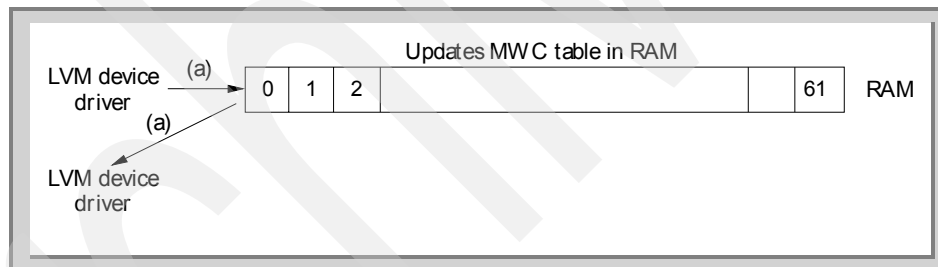 Updates MWC table in RAM
LVM device
driver
(a)
0 1 2 61 RAM
(a)
LVM device
driver